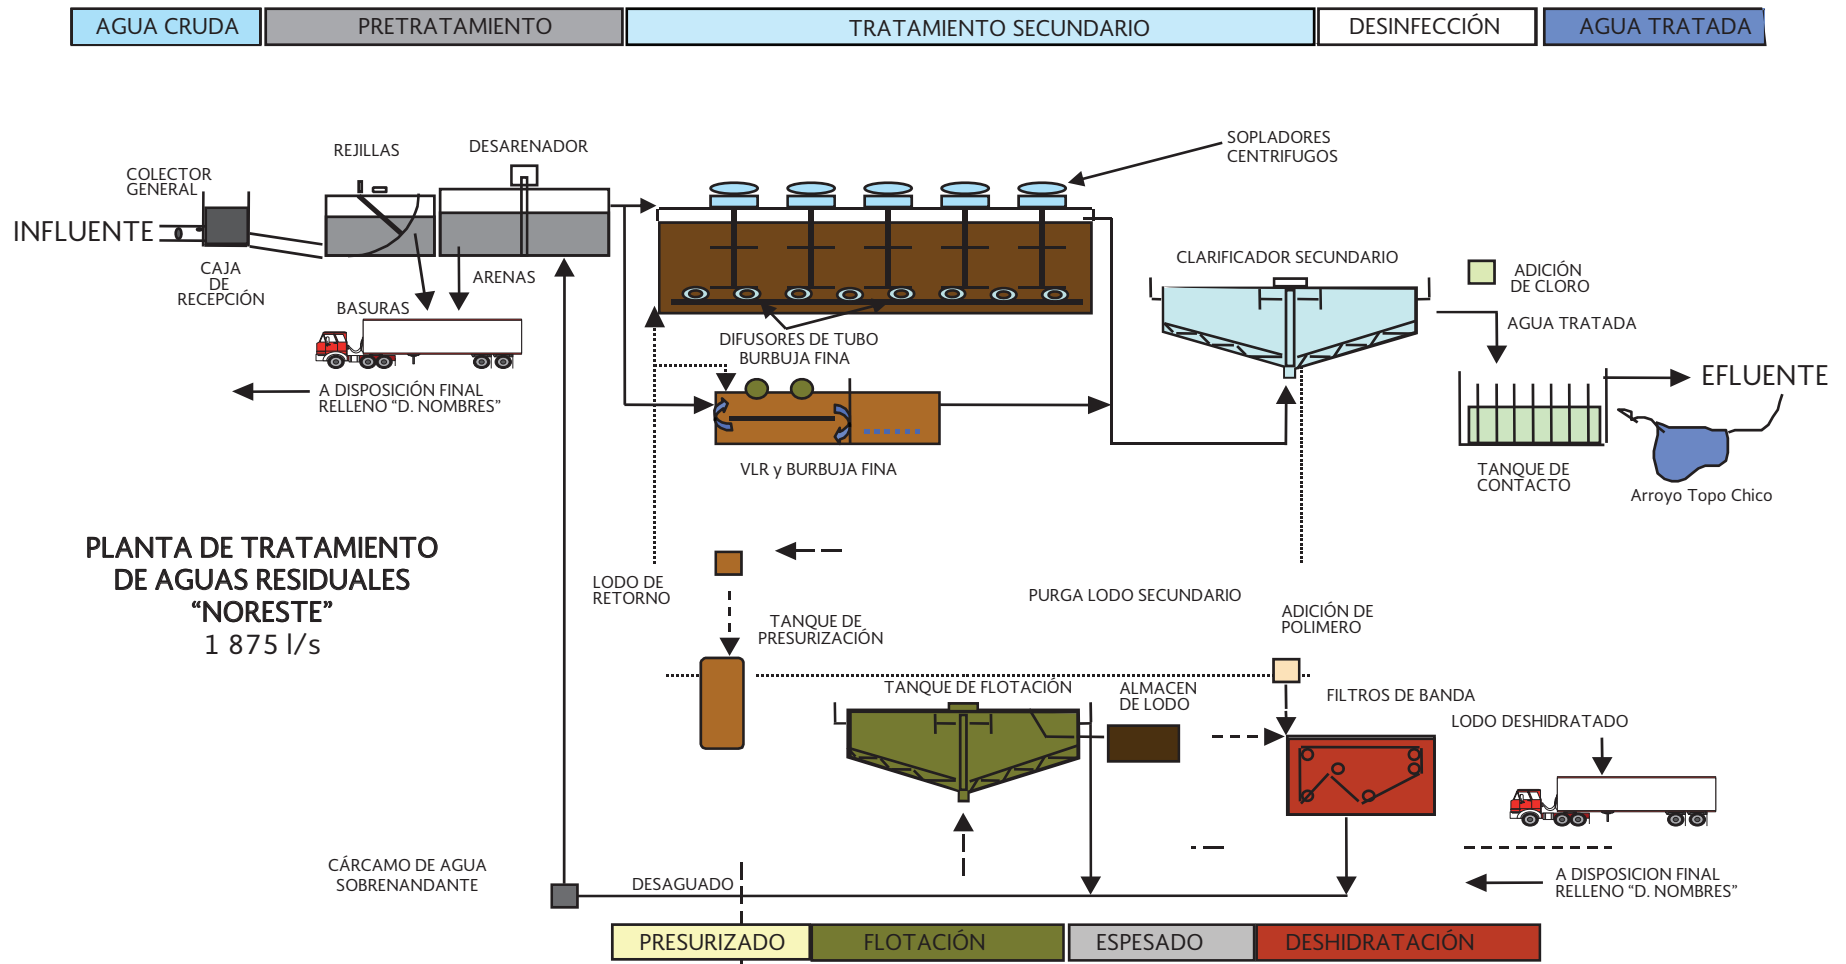 AGUA CRUDA
PRETRATAMIENTO
TRATAMIENTO SECUNDARIO
DESINFECCIÓN
AGUA TRATADA
SOPLADORES
CENTRIFUGOS
REJILLAS
DESARENADOR
COLECTOR
GENERAL
INFLUENTE
CAJA
DE
RECEPCIÓN
ARENAS
BASURAS
A DISPOSICIÓN FINAL
RELLENO “D. NOMBRES”
DIFUSORES DE TUBO
BURBUJA FINA
VLR y BURBUJA FINA
CLARIFICADOR SECUNDARIO
ADICIÓN
DE CLORO
AGUA TRATADA
EFLUENTE
TANQUE DE
CONTACTO
Arroyo Topo Chico
PLANTA DE TRATAMIENTO
DE AGUAS RESIDUALES
“NORESTE”
1 875 l/s
LODO DE
RETORNO
TANQUE DE
PRESURIZACIÓN
PURGA LODO SECUNDARIO
ADICIÓN DE
POLIMERO
TANQUE DE FLOTACIÓN
ALMACEN
DE LODO
FILTROS DE BANDA
LODO DESHIDRATADO
CÁRCAMO DE AGUA
SOBRENANDANTE
DESAGUADO
A DISPOSICION FINAL
RELLENO “D. NOMBRES”
PRESURIZADO
FLOTACIÓN
ESPESADO
DESHIDRATACIÓN